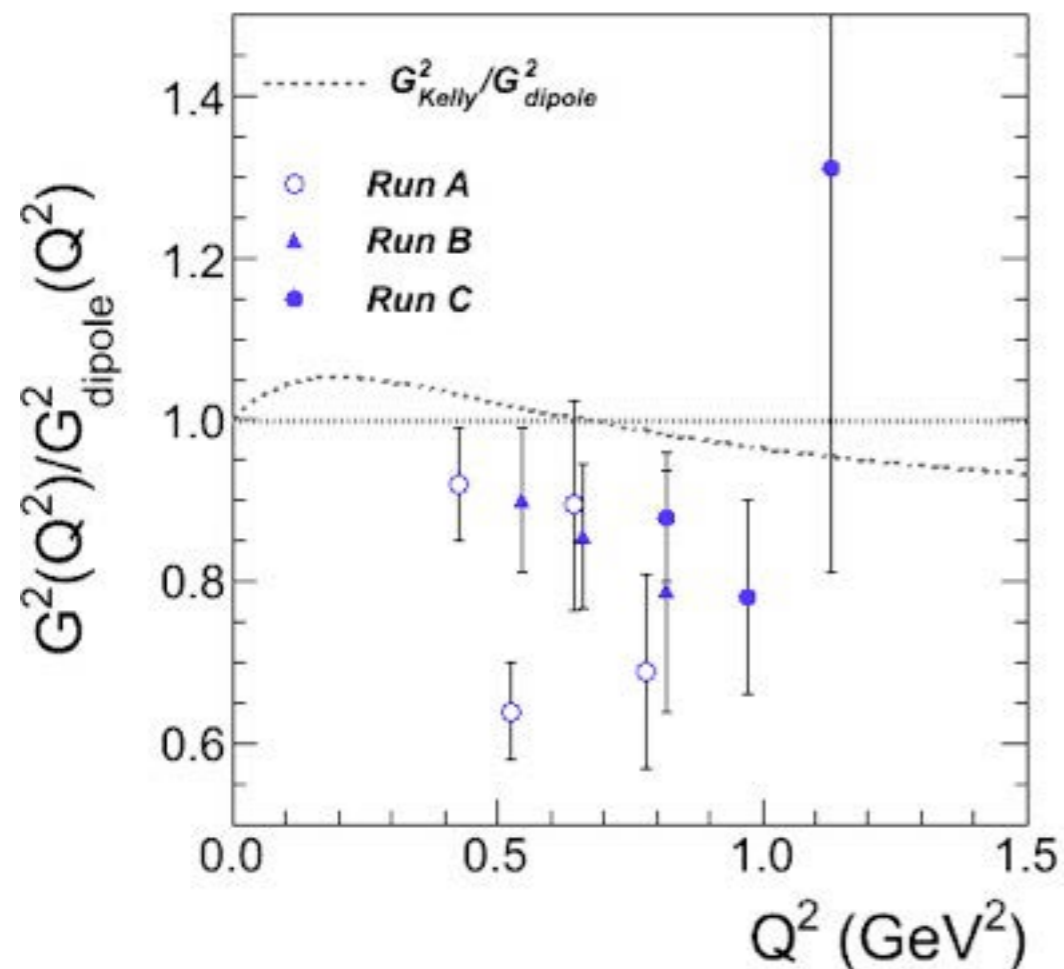 G²(Q²)/G²dipole (Q²)
G²Kelly/G²dipole
Run A
Run B
Run C
1.4
1.2
1.0
0.8
0.6
0.0 0.5 1.0 1.5
Q² (GeV²)